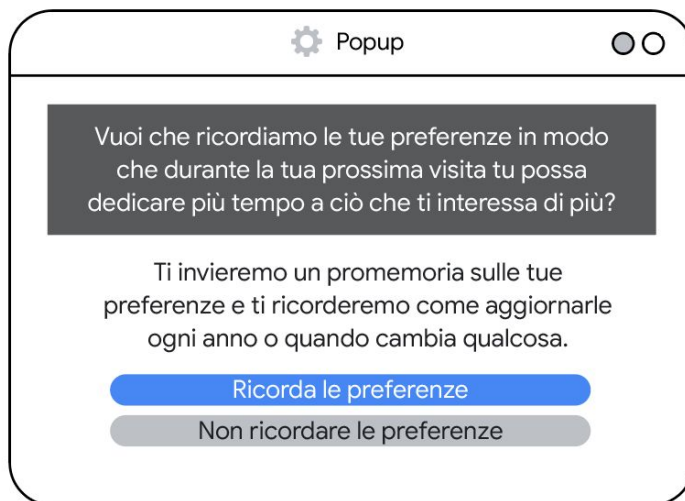 Popup
Vuoi che ricordiamo le tue preferenze in modo
che durante la tua prossima visita tu possa
dedicare più tempo a ciò che ti interessa di più?
Ti invieremo un promemoria sulle tue
preferenze e ti ricorderemo come aggiornarle
ogni anno o quando cambia qualcosa.
Ricorda le preferenze
Non ricordare le preferenze